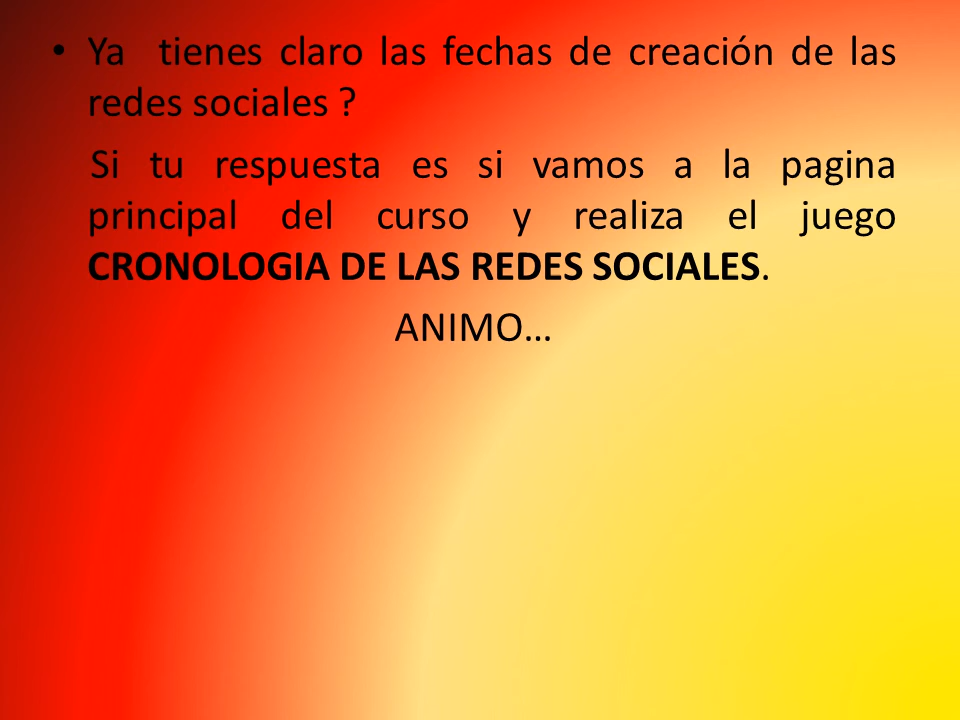 • Ya tienes claro las fechas de creación de las
redes sociales ?
Si tu respuesta es si vamos a la pagina
principal del curso y realiza el juego
CRONOLOGIA DE LAS REDES SOCIALES.
ANIMO…